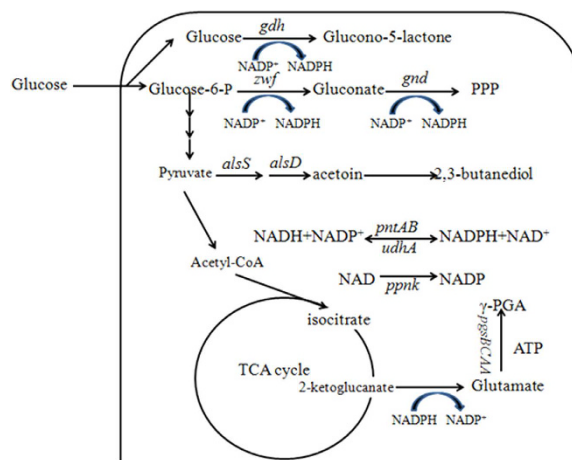 Glucose gdh Glucono-5-lactone
NADP⁺ NADPH
Glucose Glucose-6-P zwf Gluconate gnd PPP
NADP⁺ NADPH NADP⁺ NADPH
Pyruvate alsS alsD acetoin 2,3-butanediol
NADH+NADP⁺ pntAB NADPH+NAD⁺
udhA
Acetyl-CoA
NAD ppnk NADP
isocitrate
γ-PGA
pgsBCAA
ATP
TCA cycle
2-ketoglucanate Glutamate
NADPH NADP⁺